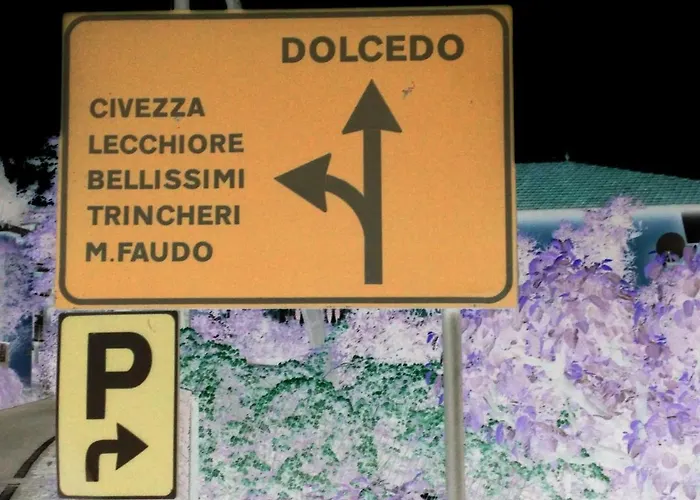 DOLCEDO
CIVEZZA
LECCHIORE
BELLISSIMI
TRINCHERI
M.FAUDO
P